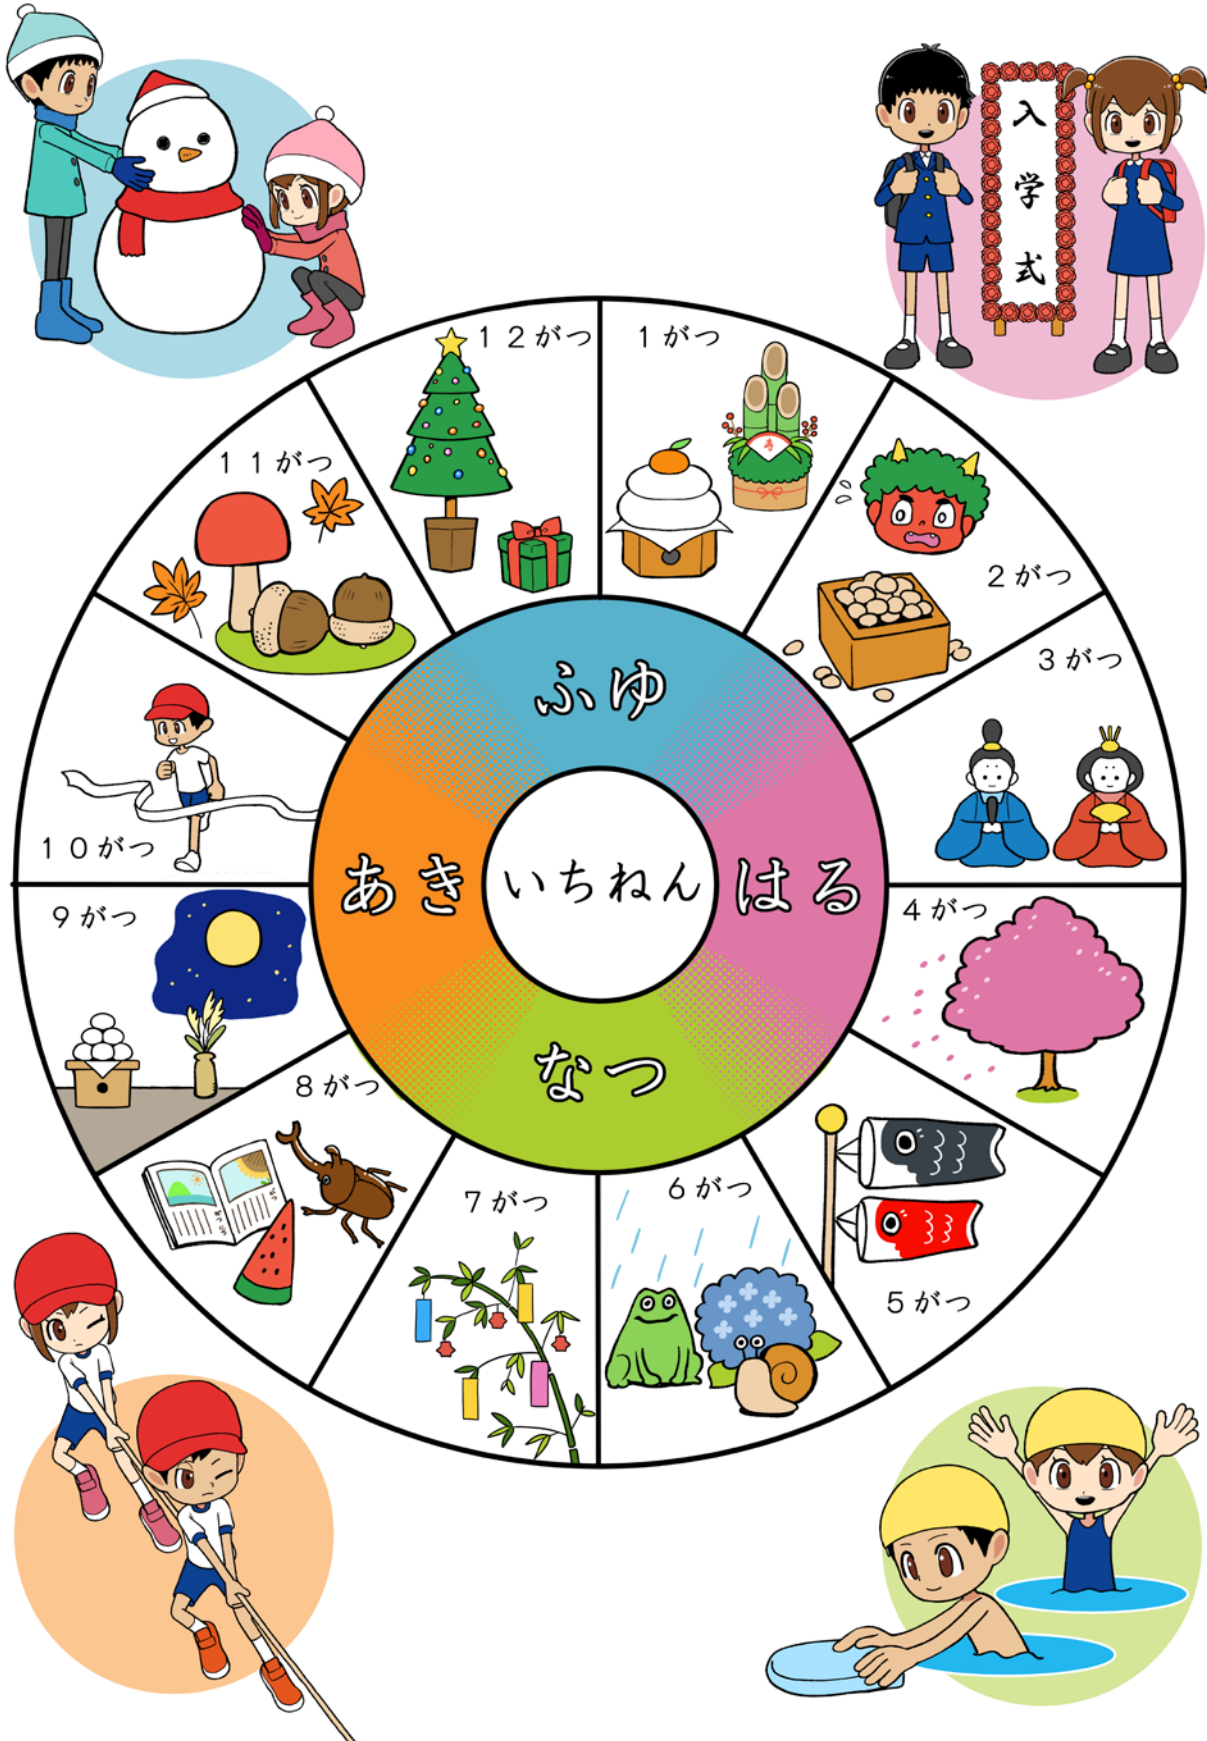 入学式
12がつ
1がつ
11がつ
2がつ
3がつ
ふゆ
10がつ
あき
いちねん
はる
9がつ
4がつ
なつ
8がつ
7がつ
6がつ
5がつ
寿